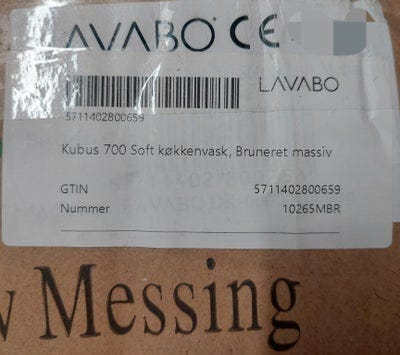 AVABO CE
LAVABO
5711402800659
Kubus 700 Soft køkkenvask, Bruneret massiv
GTIN 5711402800659
Nummer 10265MBR
Messing